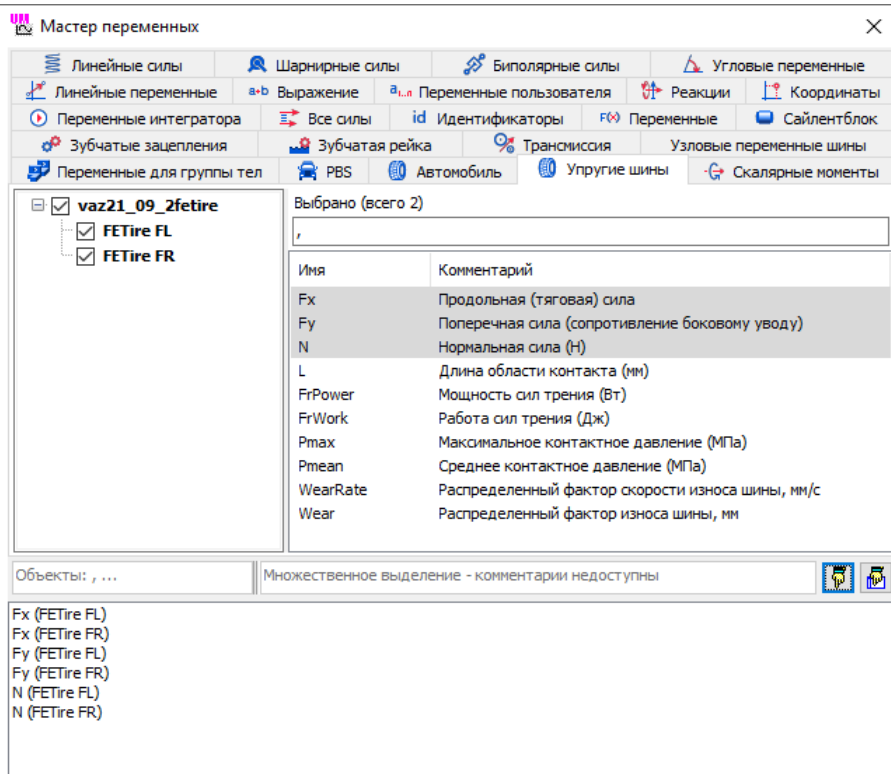 Мастер переменных
Линейные силы Шарнирные силы Биполярные силы Угловые переменные
Линейные переменные a+b Выражение a1..n Переменные пользователя Реакции Координаты
Переменные интегратора Все силы id Идентификаторы F(x) Переменные Сайлентблок
Зубчатые зацепления Зубчатая рейка Трансмиссия Узловые переменные шины
Переменные для группы тел PBS Автомобиль Упругие шины Скалярные моменты
vaz21_09_2fetire
FETire FL
FETire FR
Выбрано (всего 2)
,
Имя Комментарий
Fx Продольная (тяговая) сила
Fy Поперечная сила (сопротивление боковому уводу)
N Нормальная сила (Н)
L Длина области контакта (мм)
FrPower Мощность сил трения (Вт)
FrWork Работа сил трения (Дж)
Pmax Максимальное контактное давление (МПа)
Pmean Среднее контактное давление (МПа)
WearRate Распределенный фактор скорости износа шины, мм/с
Wear Распределенный фактор износа шины, мм
Объекты: , ... Множественное выделение - комментарии недоступны
Fx (FETire FL)
Fx (FETire FR)
Fy (FETire FL)
Fy (FETire FR)
N (FETire FL)
N (FETire FR)